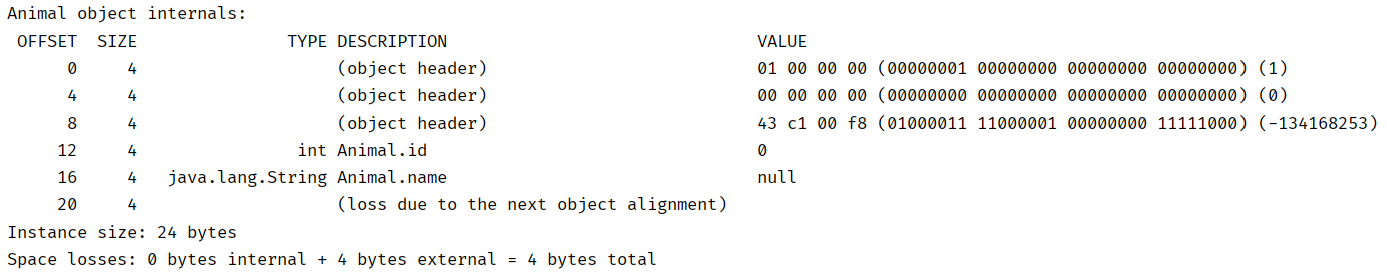 Animal object internals:
OFFSET  SIZE               TYPE DESCRIPTION                               VALUE
     0     4                    (object header)                           01 00 00 00 (00000001 00000000 00000000 00000000) (1)
     4     4                    (object header)                           00 00 00 00 (00000000 00000000 00000000 00000000) (0)
     8     4                    (object header)                           43 c1 00 f8 (01000011 11000001 00000000 11111000) (-134168253)
    12     4                int Animal.id                                 0
    16     4   java.lang.String Animal.name                               null
    20     4                    (loss due to the next object alignment)
Instance size: 24 bytes
Space losses: 0 bytes internal + 4 bytes external = 4 bytes total